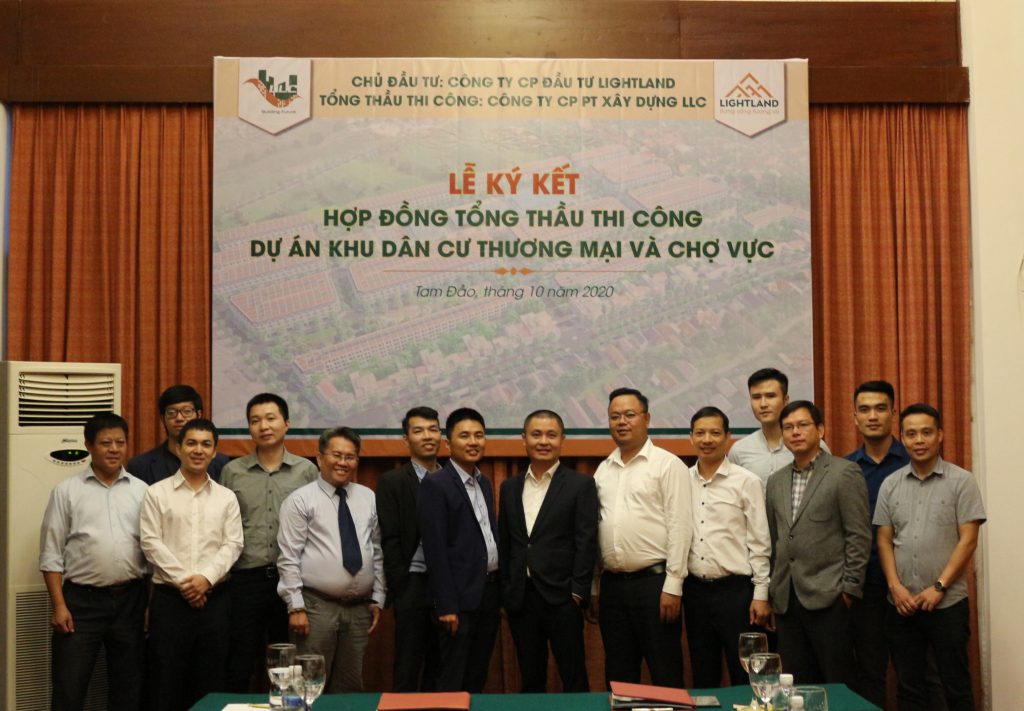 CHỦ ĐẦU TƯ: CÔNG TY CP ĐẦU TƯ LIGHTLAND
TỔNG THẦU THI CÔNG: CÔNG TY CP PT XÂY DỰNG LLC
Building Future
LIGHTLAND
LỄ KÝ KẾT
HỢP ĐỒNG TỔNG THẦU THI CÔNG
DỰ ÁN KHU DÂN CƯ THƯƠNG MẠI VÀ CHỢ VỰC
Tam Đảo, tháng 10 năm 2020